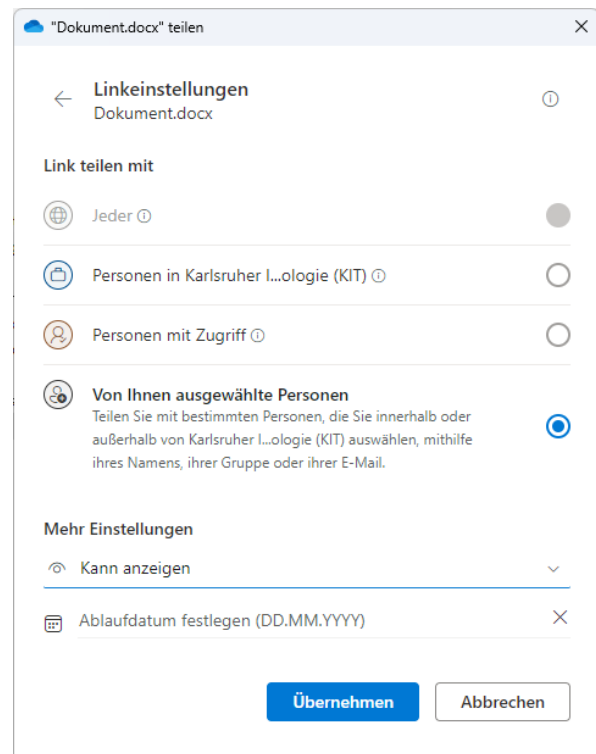 "Dokument.docx" teilen
Linkeinstellungen
Dokument.docx
Link teilen mit
Jeder
Personen in Karlsruher I...ologie (KIT)
Personen mit Zugriff
Von Ihnen ausgewählte Personen
Teilen Sie mit bestimmten Personen, die Sie innerhalb oder
außerhalb von Karlsruher I...ologie (KIT) auswählen, mithilfe
ihres Namens, ihrer Gruppe oder ihrer E-Mail.
Mehr Einstellungen
Kann anzeigen
Ablaufdatum festlegen (DD.MM.YYYY)
Übernehmen Abbrechen